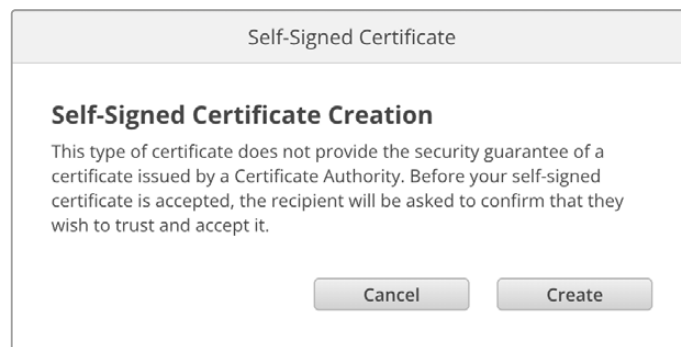 Self-Signed Certificate
Self-Signed Certificate Creation
This type of certificate does not provide the security guarantee of a
certificate issued by a Certificate Authority. Before your self-signed
certificate is accepted, the recipient will be asked to confirm that they
wish to trust and accept it.
Cancel
Create